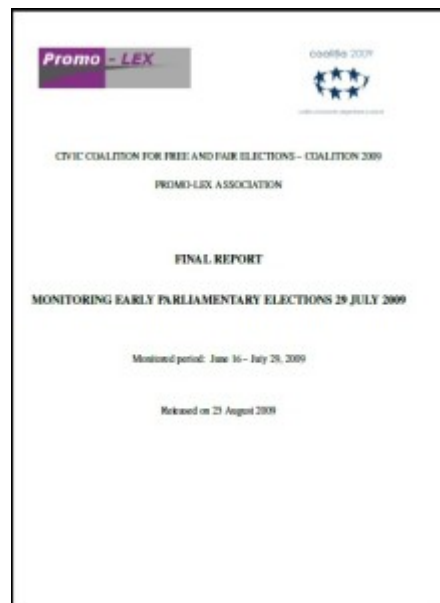 Promo - LEX
coalitia 2009
CIVIC COALITION FOR FREE AND FAIR ELECTIONS – COALITION 2009
PROMO-LEX ASSOCIATION
FINAL REPORT
MONITORING EARLY PARLIAMENTARY ELECTIONS 29 JULY 2009
Monitored period: June 16 – July 29, 2009
Released on 25 August 2009